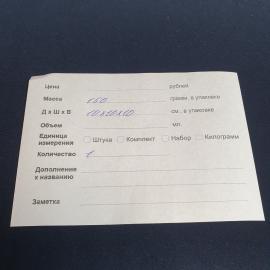 Цена рублей
Масса 150 грамм, в упаковке
Д х Ш х В 10х10х10 см., в упаковке
Объем мл.
Единица измерения Штука Комплект Набор Килограмм
Количество 1
Дополнение
к названию
Заметка